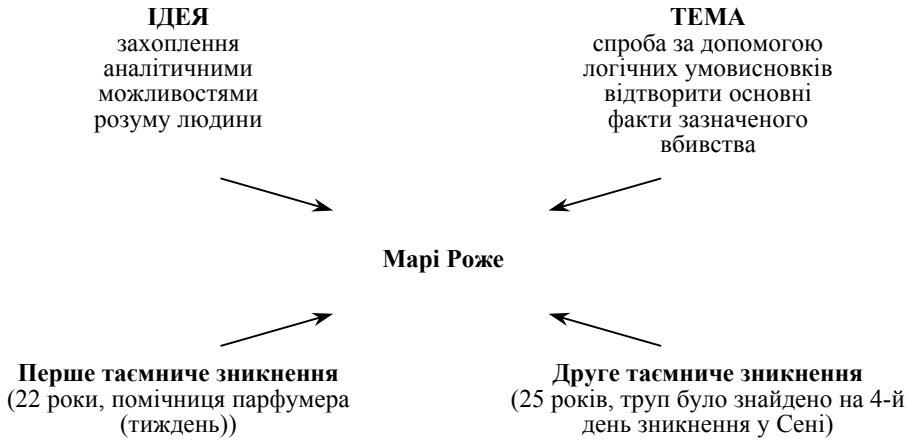 ІДЕЯ
захоплення
аналітичними
можливостями
розуму людини
ТЕМА
спроба за допомогою
логічних умовисновків
відтворити основні
факти зазначеного
вбивства
Марі Роже
Перше таємниче зникнення
(22 роки, помічниця парфумера
(тиждень))
Друге таємниче зникнення
(25 років, труп було знайдено на 4-й
день зникнення у Сені)